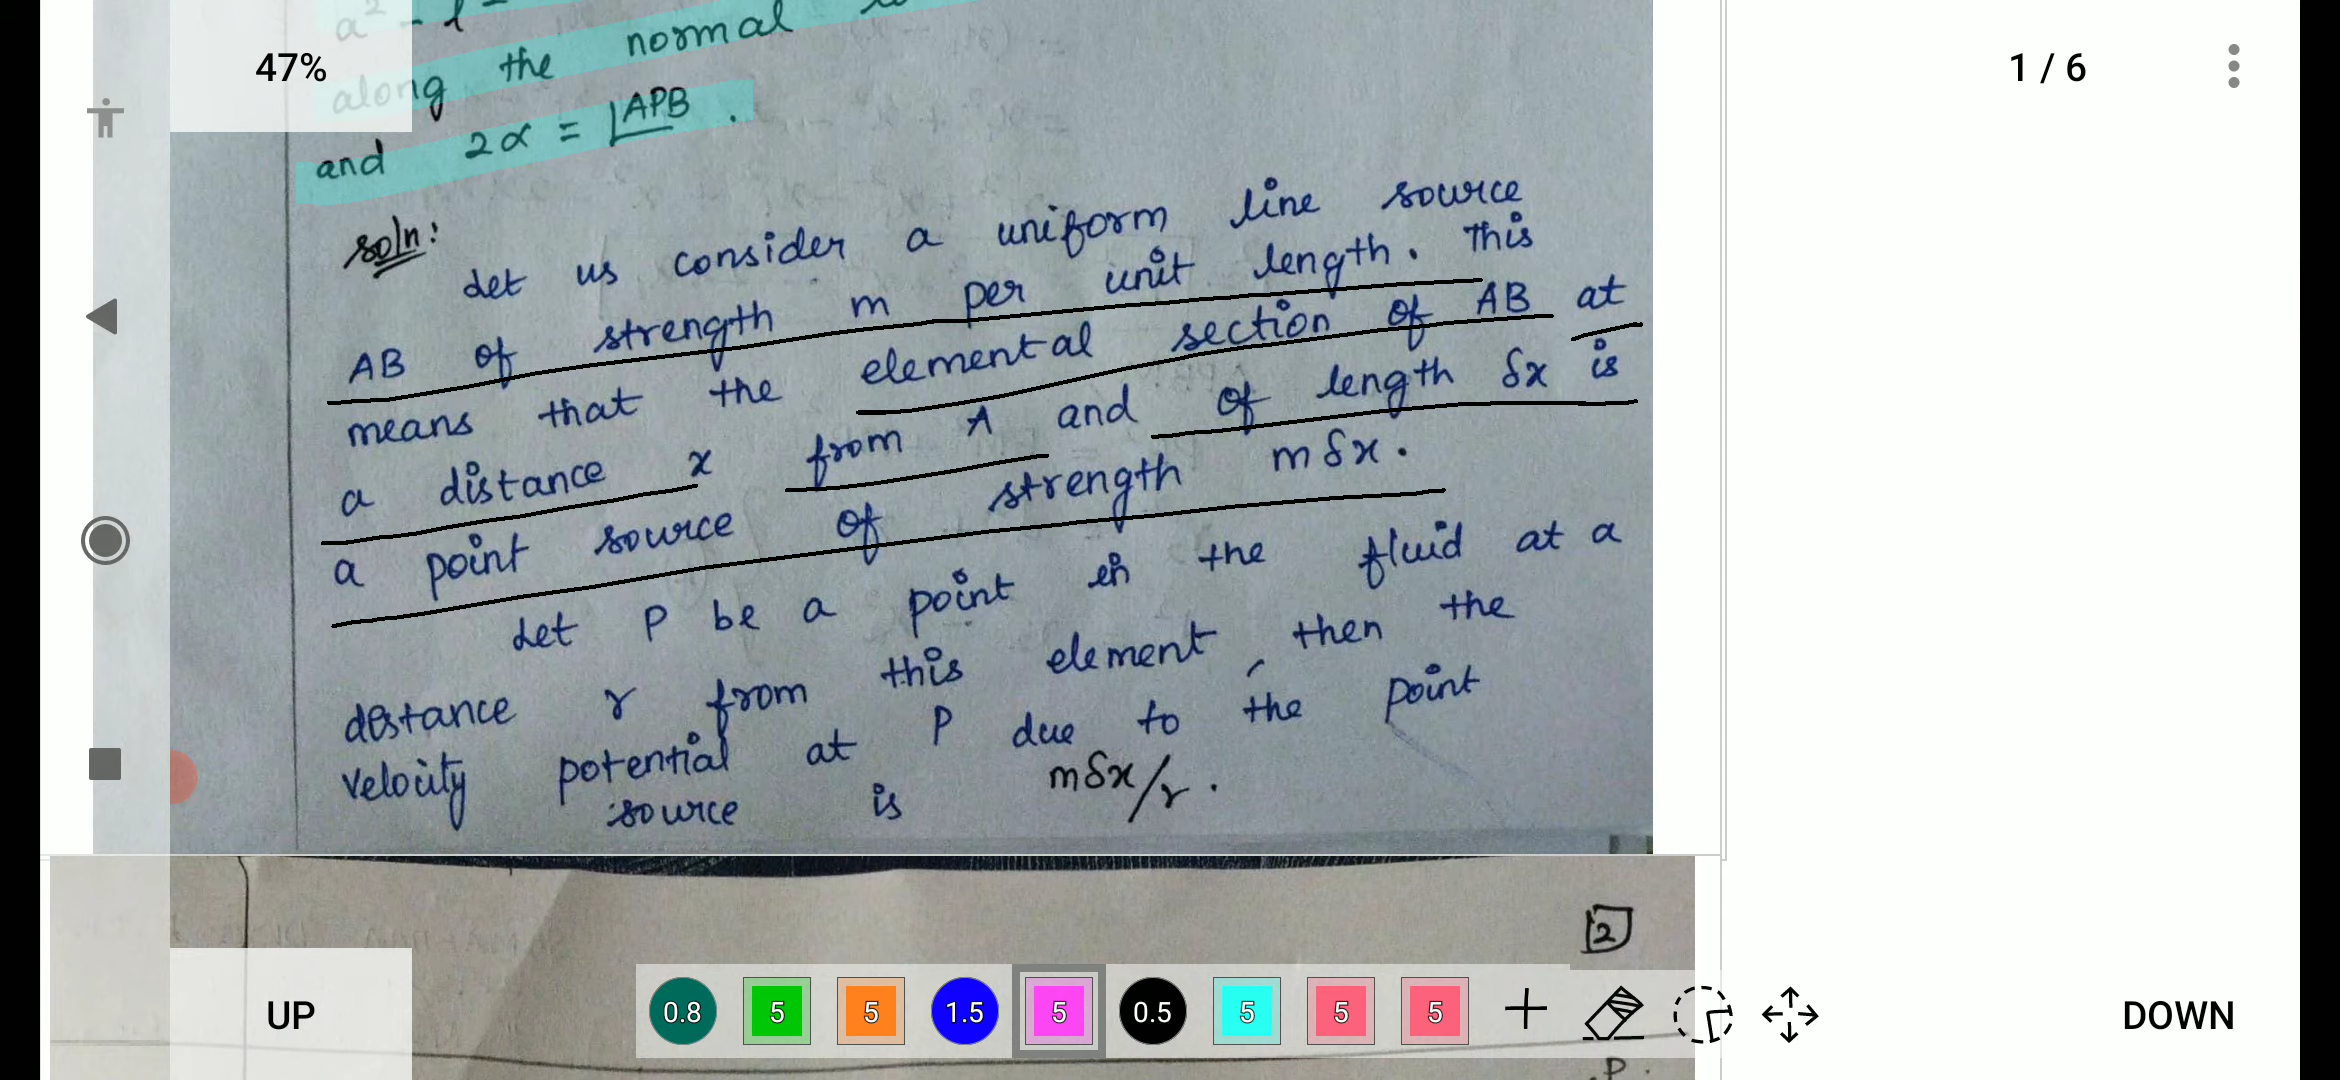 a² - l
along the normal
and 2α = ∠APB .
47%
1 / 6
soln:
Let us consider a uniform line source
AB of strength m per unit length. This
means that the elemental section of AB at
a distance x from A and of length δx is
a point source of strength mδx.
Let P be a point in the fluid at a
distance r from this element, then the
velocity potential at P due to the point
source is mδx/r.
2
UP
0.8 5 5 1.5 5 0.5 5 5 5
DOWN
P.